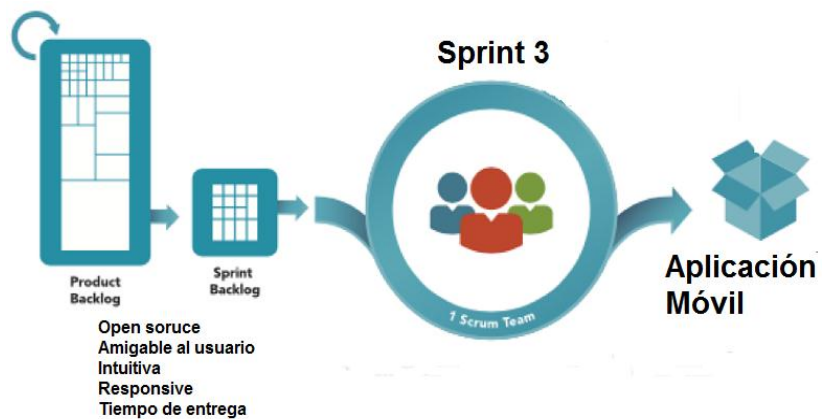 Sprint 3
Product
Backlog
Sprint
Backlog
1 Scrum Team
Aplicación
Móvil
Open soruce
Amigable al usuario
Intuitiva
Responsive
Tiempo de entrega